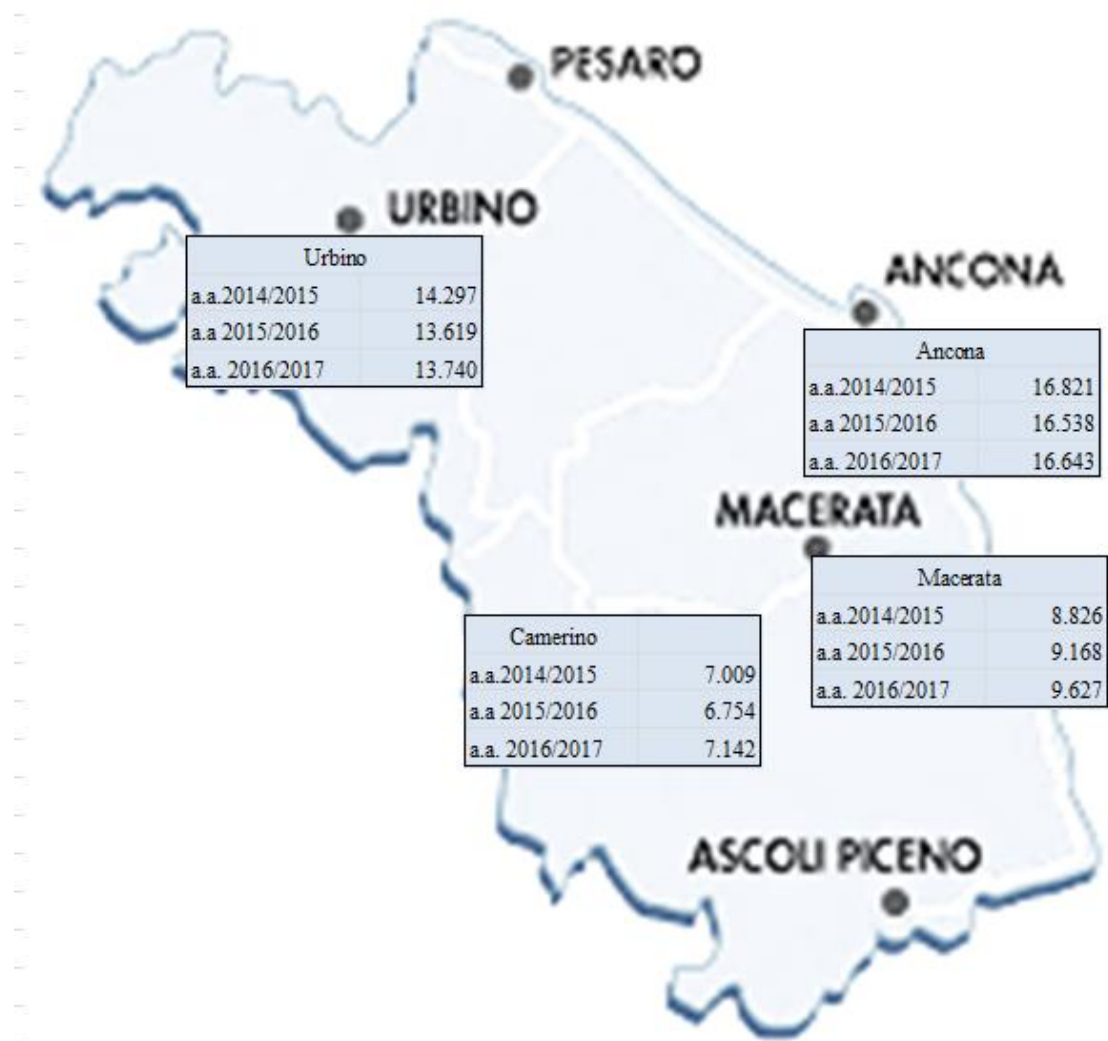 PESARO
URBINO
Urbino
a.a.2014/2015 14.297
a.a 2015/2016 13.619
a.a. 2016/2017 13.740
ANCONA
Ancona
a.a.2014/2015 16.821
a.a 2015/2016 16.538
a.a. 2016/2017 16.643
MACERATA
Macerata
a.a.2014/2015 8.826
a.a 2015/2016 9.168
a.a. 2016/2017 9.627
Camerino
a.a.2014/2015 7.009
a.a 2015/2016 6.754
a.a. 2016/2017 7.142
ASCOLI PICENO